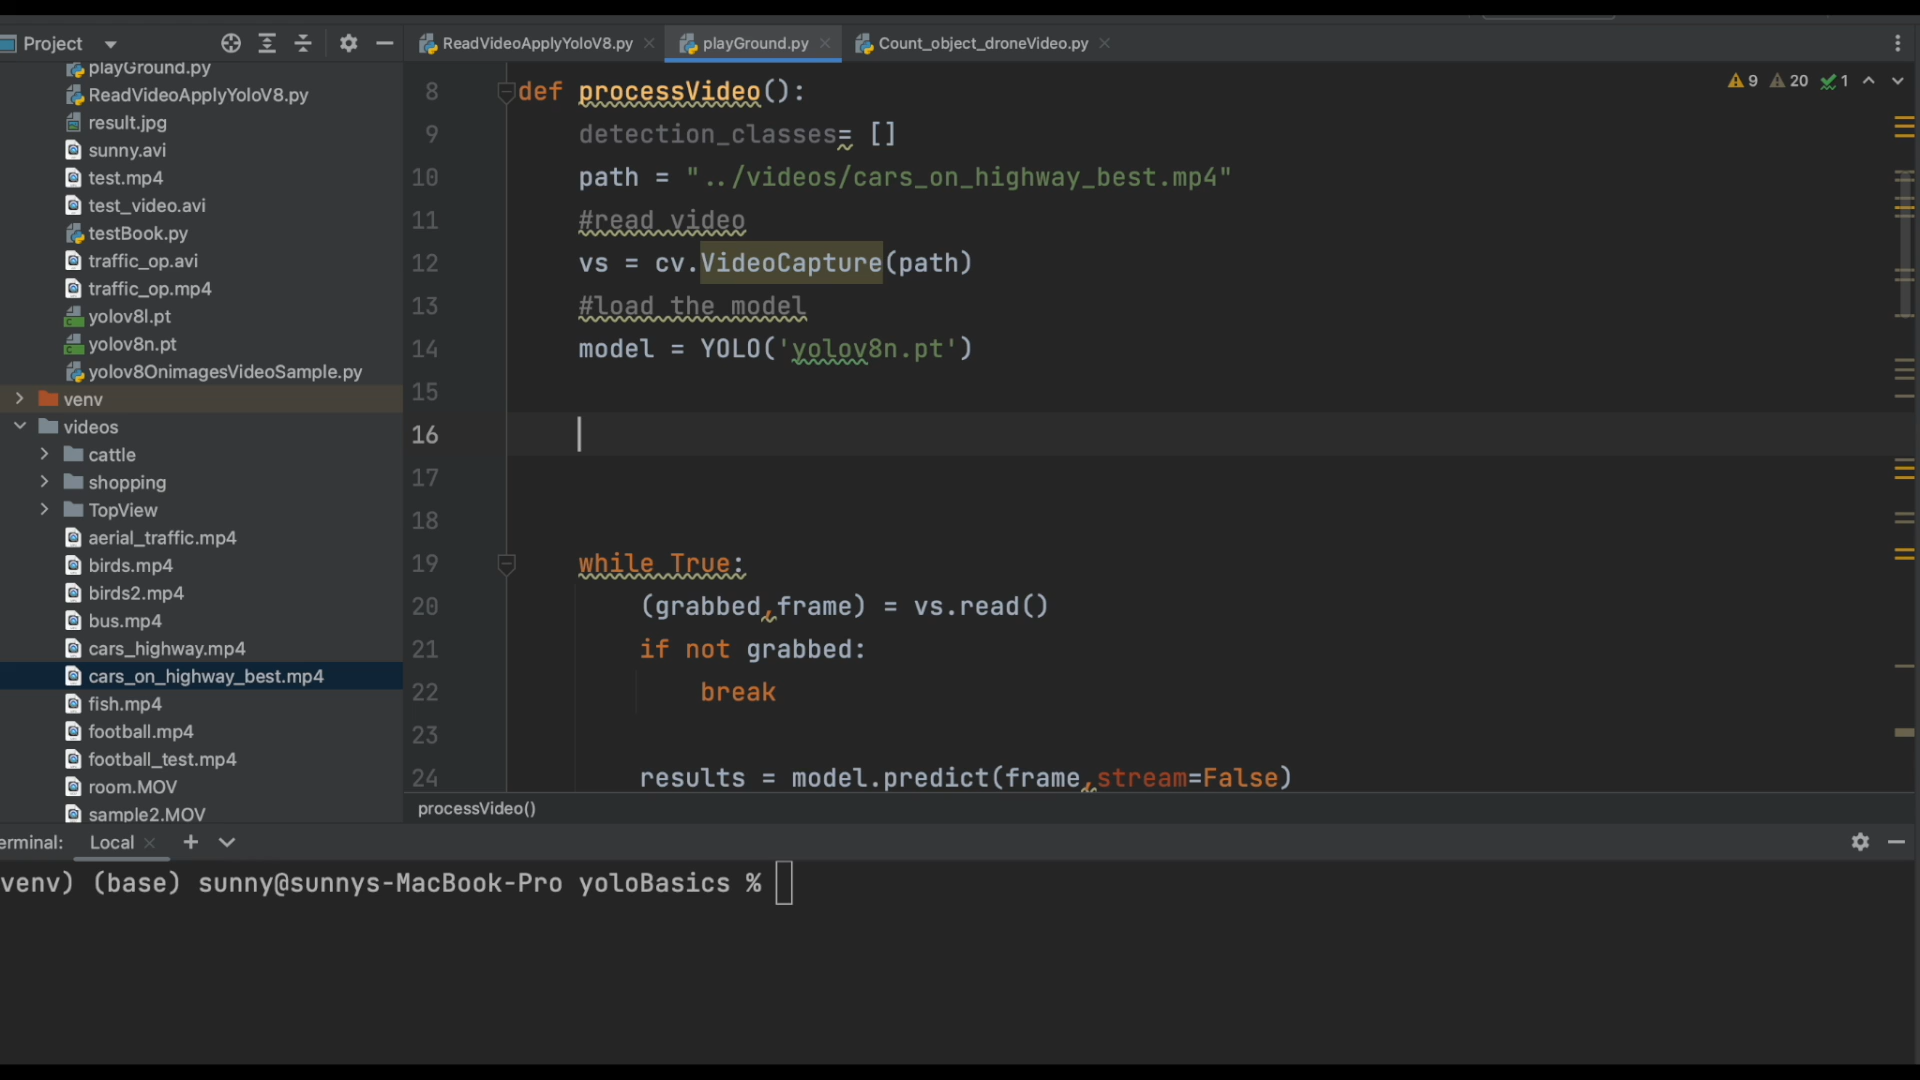 Project
ReadVideoApplyYoloV8.py
playGround.py
Count_object_droneVideo.py
playGround.py
ReadVideoApplyYoloV8.py
result.jpg
sunny.avi
test.mp4
test_video.avi
testBook.py
traffic_op.avi
traffic_op.mp4
yolov8l.pt
yolov8n.pt
yolov8OnimagesVideoSample.py
venv
videos
cattle
shopping
TopView
aerial_traffic.mp4
birds.mp4
birds2.mp4
bus.mp4
cars_highway.mp4
cars_on_highway_best.mp4
fish.mp4
football.mp4
football_test.mp4
room.MOV
sample2.MOV
9 20 1
8 def processVideo():
9 detection_classes= []
10 path = "../videos/cars_on_highway_best.mp4"
11 #read video
12 vs = cv.VideoCapture(path)
13 #load the model
14 model = YOLO('yolov8n.pt')
15
16
17
18
19 while True:
20 (grabbed,frame) = vs.read()
21 if not grabbed:
22 break
23
24 results = model.predict(frame,stream=False)
processVideo()
erminal: Local
venv) (base) sunny@sunnys-MacBook-Pro yoloBasics %